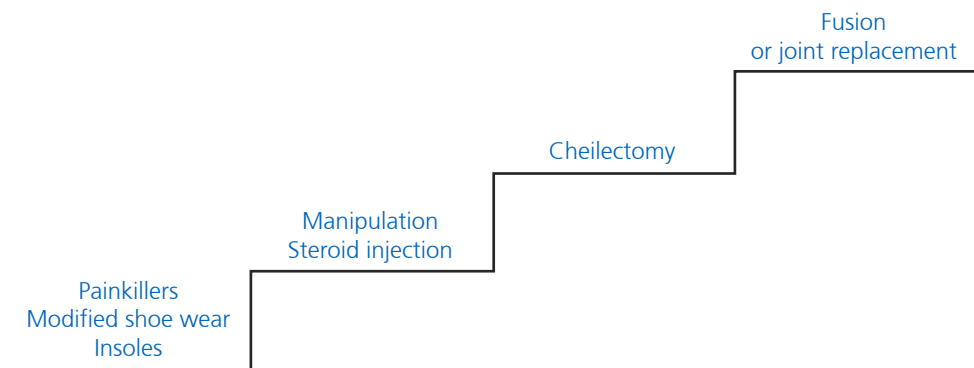 Fusion
or joint replacement
Cheilectomy
Manipulation
Steroid injection
Painkillers
Modified shoe wear
Insoles